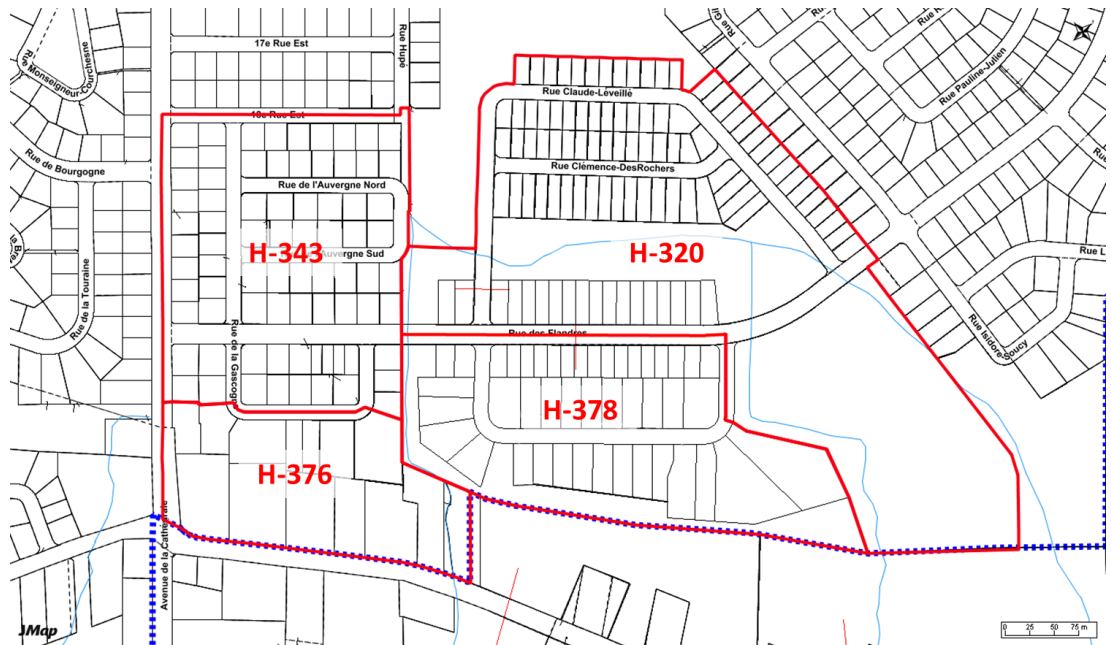 Rue Monseigneur-Courchesne
17e Rue Est
Rue Hupé
Rue Claude-Léveillé
Rue Pauline-Julien
18e Rue Est
Rue de Bourgogne
Rue Clémence-DesRochers
Rue de l'Auvergne Nord
H-343
Auvergne Sud
H-320
Rue de la Touraine
Rue Isidore-Soucy
Rue des Flandres
Rue de la Gascogne
H-378
H-376
Avenue de la Cathédrale
JMap
0 25 50 75 m